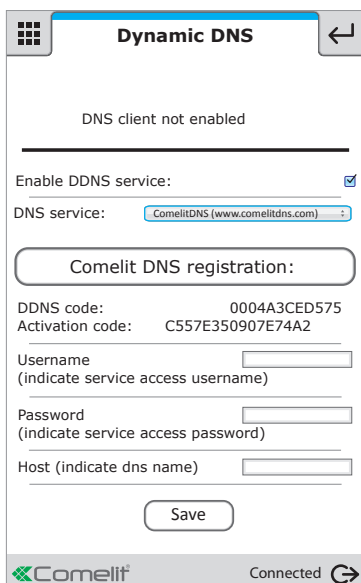 Dynamic DNS
DNS client not enabled
Enable DDNS service:
DNS service: ComelitDNS (www.comelitdns.com)
Comelit DNS registration:
DDNS code: 0004A3CED575
Activation code: C557E350907E74A2
Username
(indicate service access username)
Password
(indicate service access password)
Host (indicate dns name)
Save
Comelit Connected